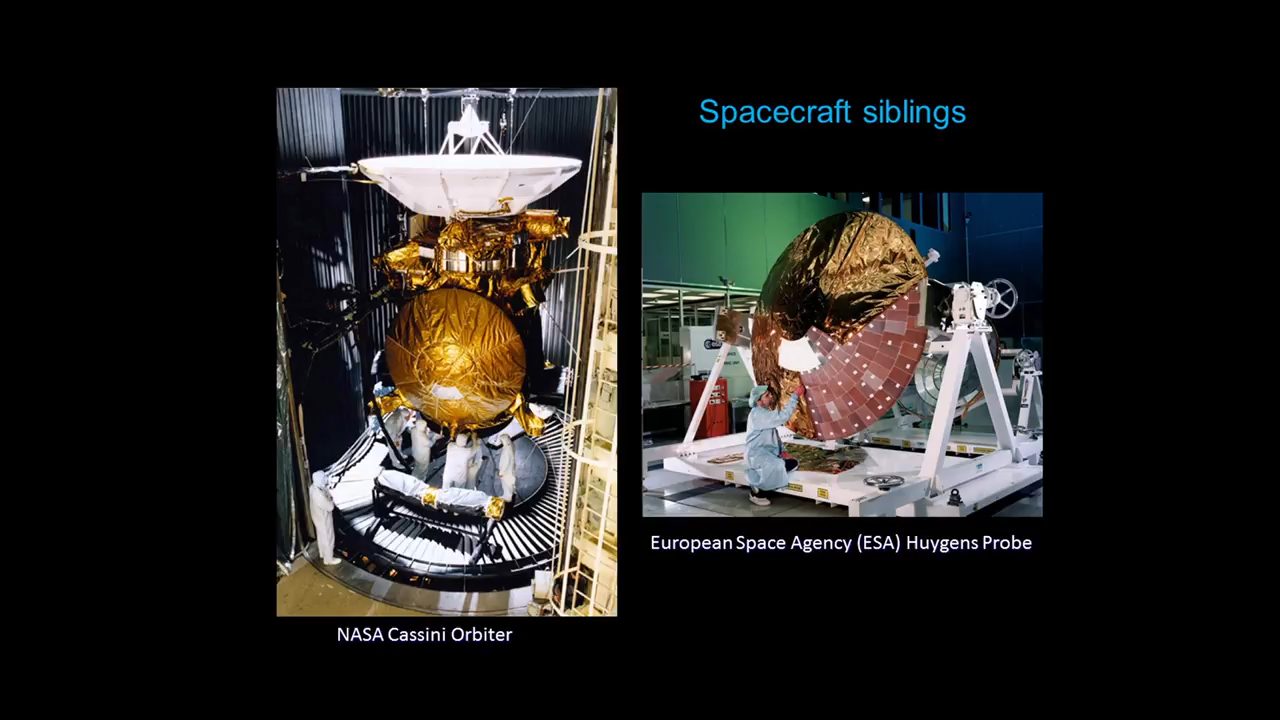 Spacecraft siblings
European Space Agency (ESA) Huygens Probe
NASA Cassini Orbiter